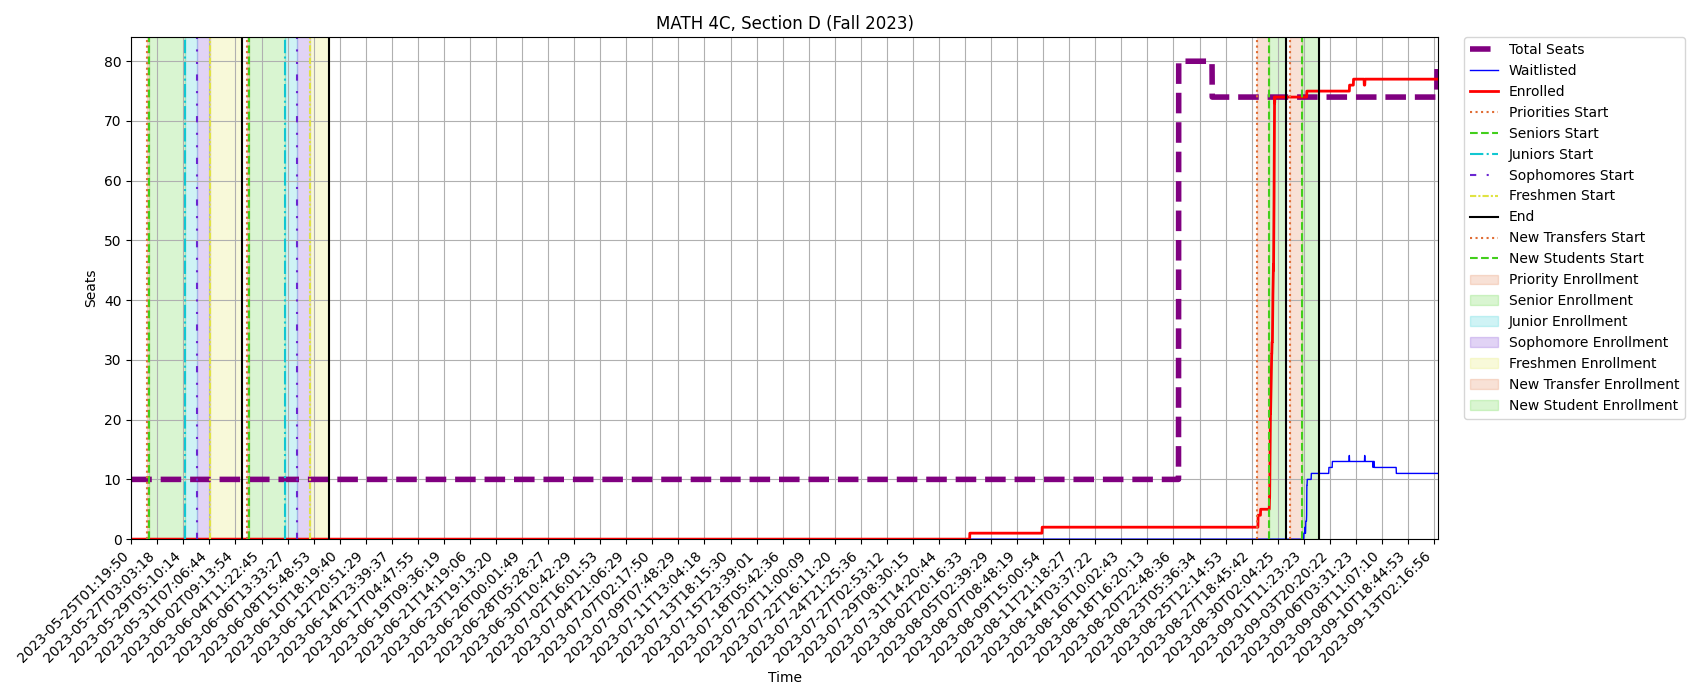 MATH 4C, Section D (Fall 2023)
Seats
80
70
60
50
40
30
20
10
0
2023-05-25T01:19:50
2023-05-27T03:03:18
2023-05-29T05:10:14
2023-05-31T07:06:44
2023-06-02T09:13:54
2023-06-04T11:22:45
2023-06-06T13:33:27
2023-06-08T15:48:53
2023-06-10T18:19:40
2023-06-12T20:51:29
2023-06-14T23:39:37
2023-06-17T04:47:55
2023-06-19T09:36:19
2023-06-21T14:19:06
2023-06-23T19:13:20
2023-06-26T00:01:49
2023-06-28T05:28:27
2023-06-30T10:42:29
2023-07-02T16:01:53
2023-07-04T21:06:29
2023-07-07T02:17:50
2023-07-09T07:48:29
2023-07-11T13:04:18
2023-07-13T18:15:30
2023-07-15T23:39:01
2023-07-18T05:42:36
2023-07-20T11:00:09
2023-07-22T16:11:20
2023-07-24T21:25:36
2023-07-27T02:53:12
2023-07-29T08:30:15
2023-07-31T14:20:44
2023-08-02T20:16:33
2023-08-05T02:39:29
2023-08-07T08:48:19
2023-08-09T15:00:54
2023-08-11T21:18:27
2023-08-14T03:37:22
2023-08-16T10:02:43
2023-08-18T16:20:13
2023-08-20T22:48:36
2023-08-23T05:36:34
2023-08-25T12:14:53
2023-08-27T18:45:42
2023-08-30T02:04:25
2023-09-01T11:23:23
2023-09-03T20:20:22
2023-09-06T03:31:23
2023-09-08T11:07:10
2023-09-10T18:44:53
2023-09-13T02:16:56
Time
Total Seats
Waitlisted
Enrolled
Priorities Start
Seniors Start
Juniors Start
Sophomores Start
Freshmen Start
End
New Transfers Start
New Students Start
Priority Enrollment
Senior Enrollment
Junior Enrollment
Sophomore Enrollment
Freshmen Enrollment
New Transfer Enrollment
New Student Enrollment